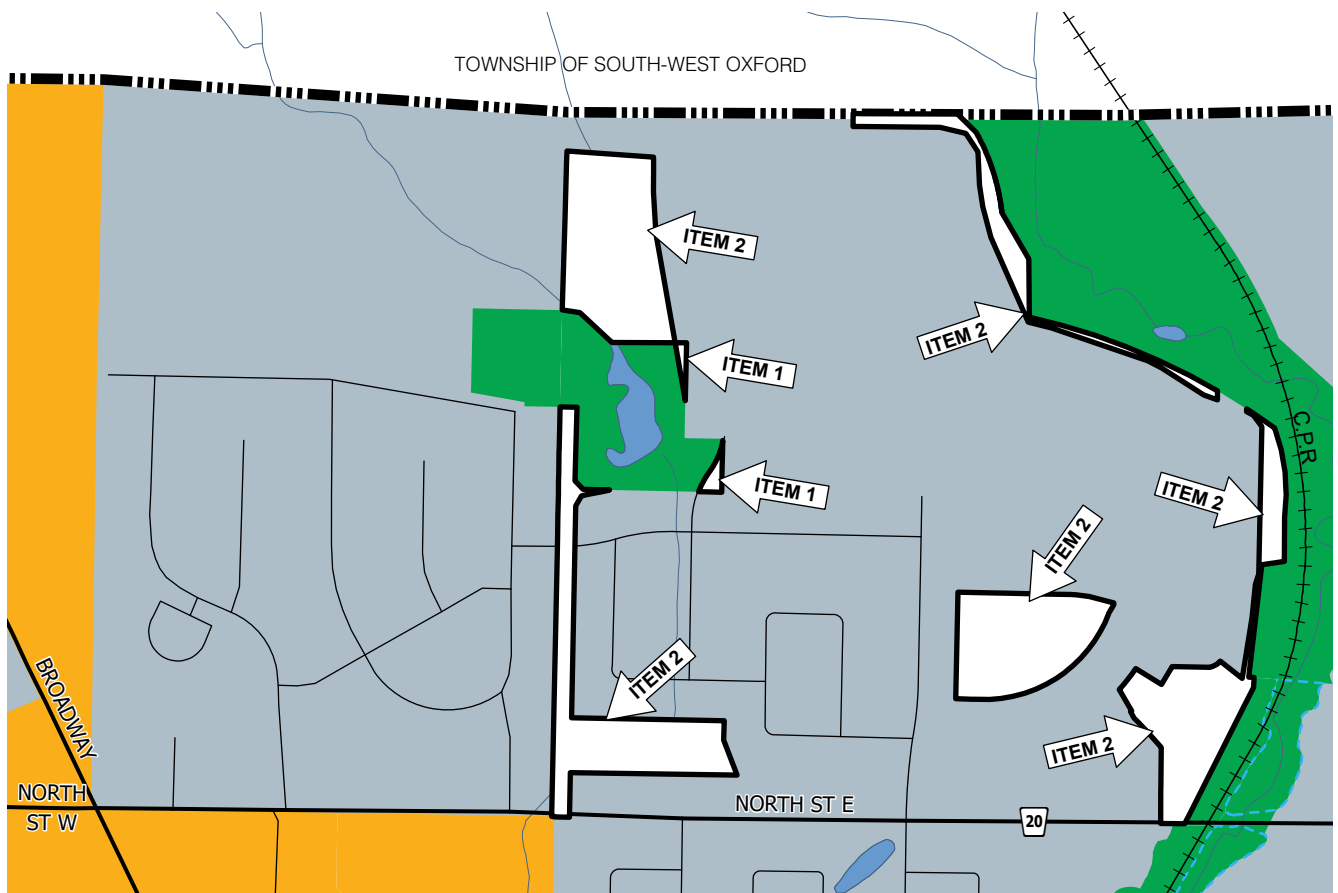 TOWNSHIP OF SOUTH-WEST OXFORD
ITEM 2
ITEM 2
ITEM 1
C.P.R
ITEM 1
ITEM 2
ITEM 2
ITEM 2
BROADWAY
ITEM 2
NORTH
ST W
NORTH ST E
20